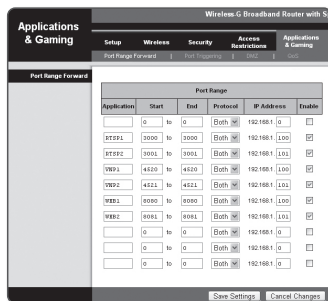 Wireless-G Broadband Router with S
Applications & Gaming
Setup Wireless Security Access Restrictions Applications & Gaming
Port Range Forward | Port Triggering | DMZ | QoS
Port Range Forward
Port Range
Application Start End Protocol IP Address Enable
0 to 0 Both 192.168.1. 0
RTSP1 3000 to 3000 Both 192.168.1. 100
RTSP2 3001 to 3001 Both 192.168.1. 101
VNP1 4520 to 4520 Both 192.168.1. 100
VNP2 4521 to 4521 Both 192.168.1. 101
WEB1 8080 to 8080 Both 192.168.1. 100
WEB2 8081 to 8081 Both 192.168.1. 101
0 to 0 Both 192.168.1. 0
0 to 0 Both 192.168.1. 0
0 to 0 Both 192.168.1. 0
Save Settings Cancel Changes